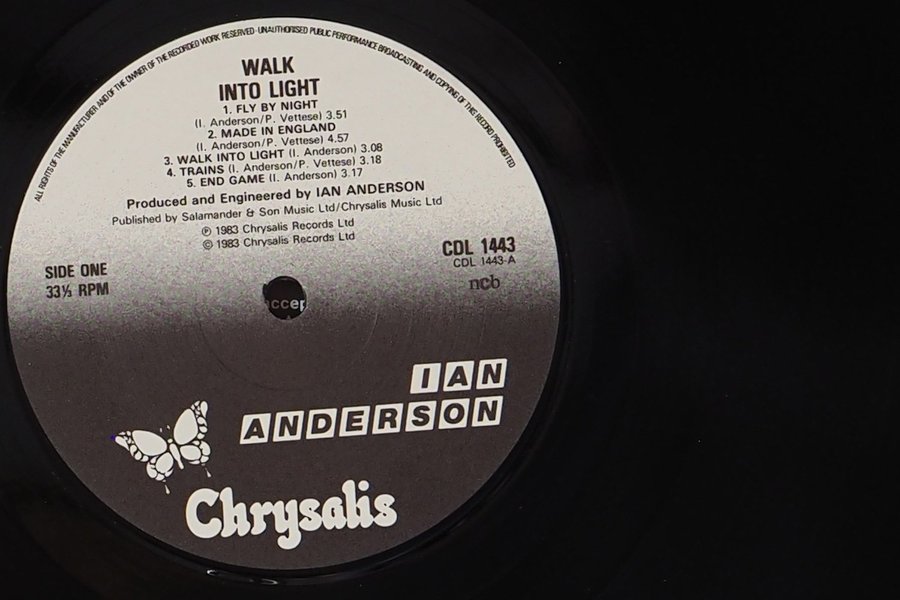 ALL RIGHTS OF THE MANUFACTURER AND OF THE OWNER OF THE RECORDED WORK RESERVED · UNAUTHORISED PUBLIC PERFORMANCE BROADCASTING AND COPYING OF THIS RECORD PROHIBITED
WALK
INTO LIGHT
1. FLY BY NIGHT
(I. Anderson/P. Vettese) 3.51
2. MADE IN ENGLAND
(I. Anderson/P. Vettese) 4.57
3. WALK INTO LIGHT (I. Anderson) 3.08
4. TRAINS (I. Anderson/P. Vettese) 3.18
5. END GAME (I. Anderson) 3.17
Produced and Engineered by IAN ANDERSON
Published by Salamander & Son Music Ltd/Chrysalis Music Ltd
℗ 1983 Chrysalis Records Ltd
© 1983 Chrysalis Records Ltd
SIDE ONE
33⅓ RPM
CDL 1443
CDL 1443-A
ncb
IAN
ANDERSON
Chrysalis